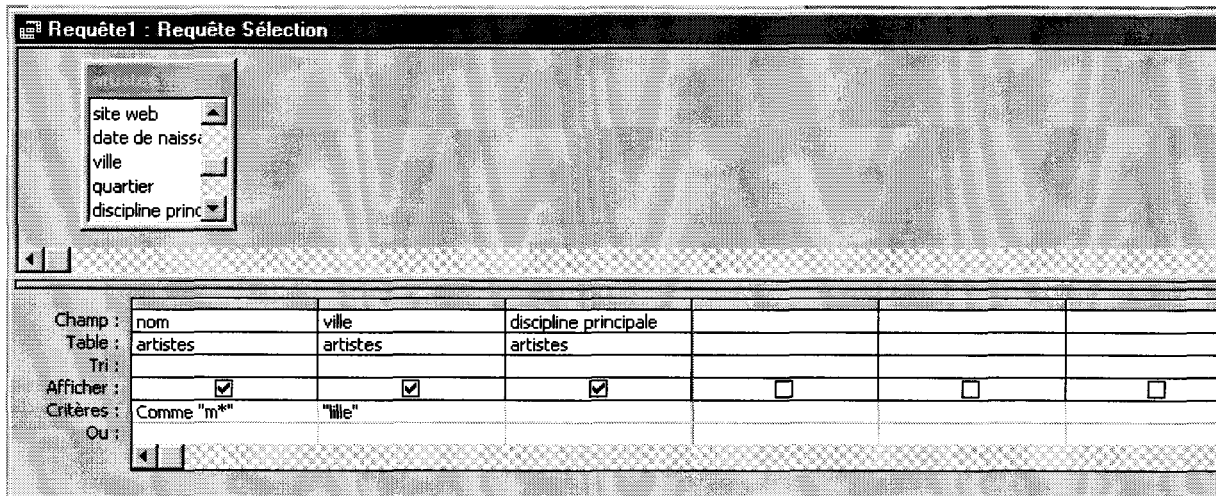 Requête1 : Requête Sélection
site web
date de naissa
ville
quartier
discipline princ
Champ : nom ville discipline principale
Table : artistes artistes artistes
Tri :
Afficher :
Critères : Comme "m*" "lille"
Ou :